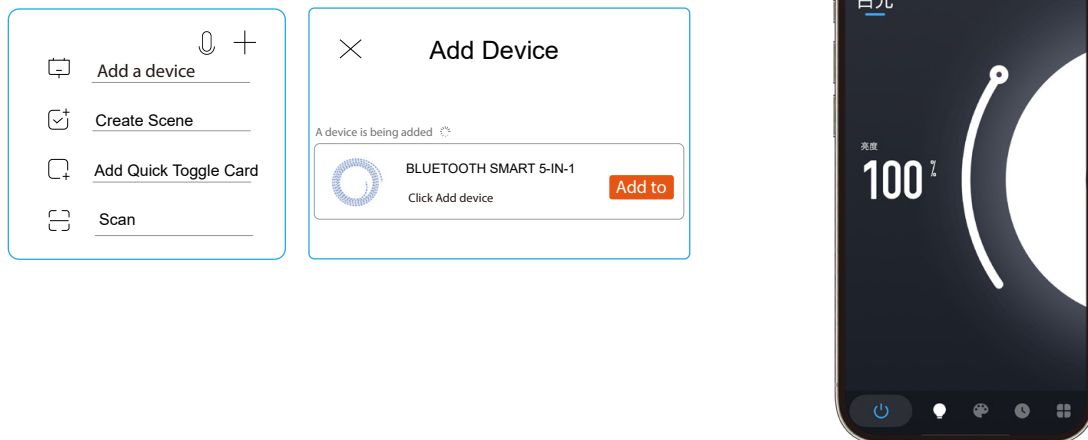 Add a device
Create Scene
Add Quick Toggle Card
Scan
Add Device
A device is being added
BLUETOOTH SMART 5-IN-1
Click Add device
Add to
亮度
100%